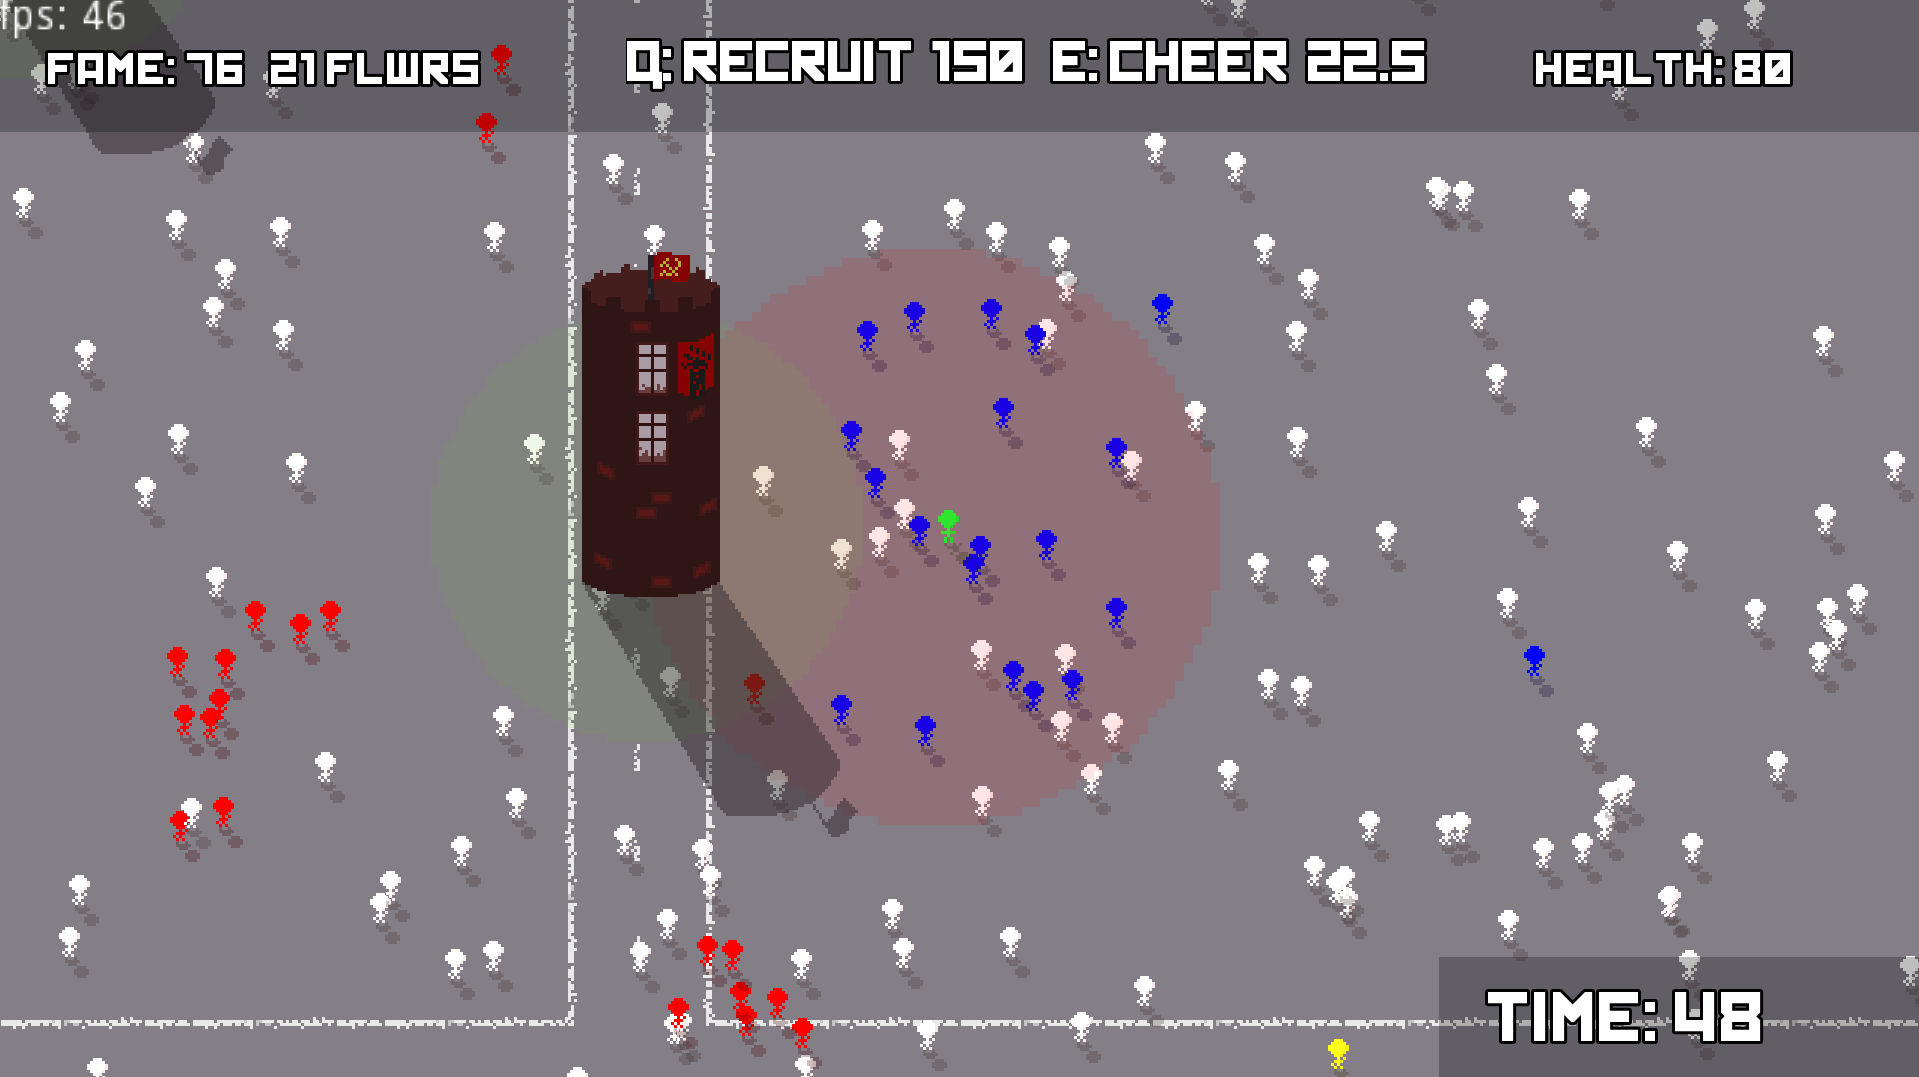 fps: 46
FAME: 76 21 FLWRS
Q: RECRUIT 150 E: CHEER 22.5
HEALTH: 80
TIME: 48